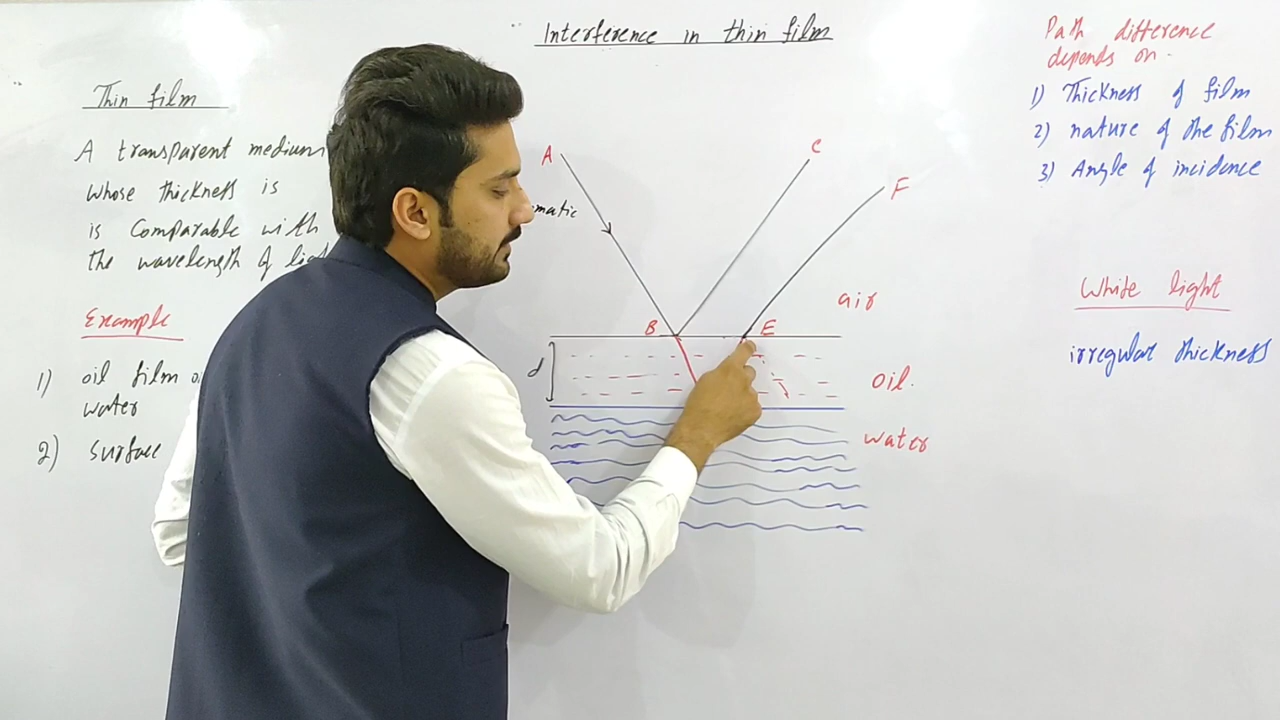 Interference in thin film
Thin film
A transparent medium
whose thickness is
is comparable with
the wavelength of
Example
1) oil film
water
2) surface
matic
A
C
F
B
E
d
air
oil.
water
Path difference
depends on -
1) Thickness of film
2) nature of the film
3) Angle of incidence
White light
irregular thickness